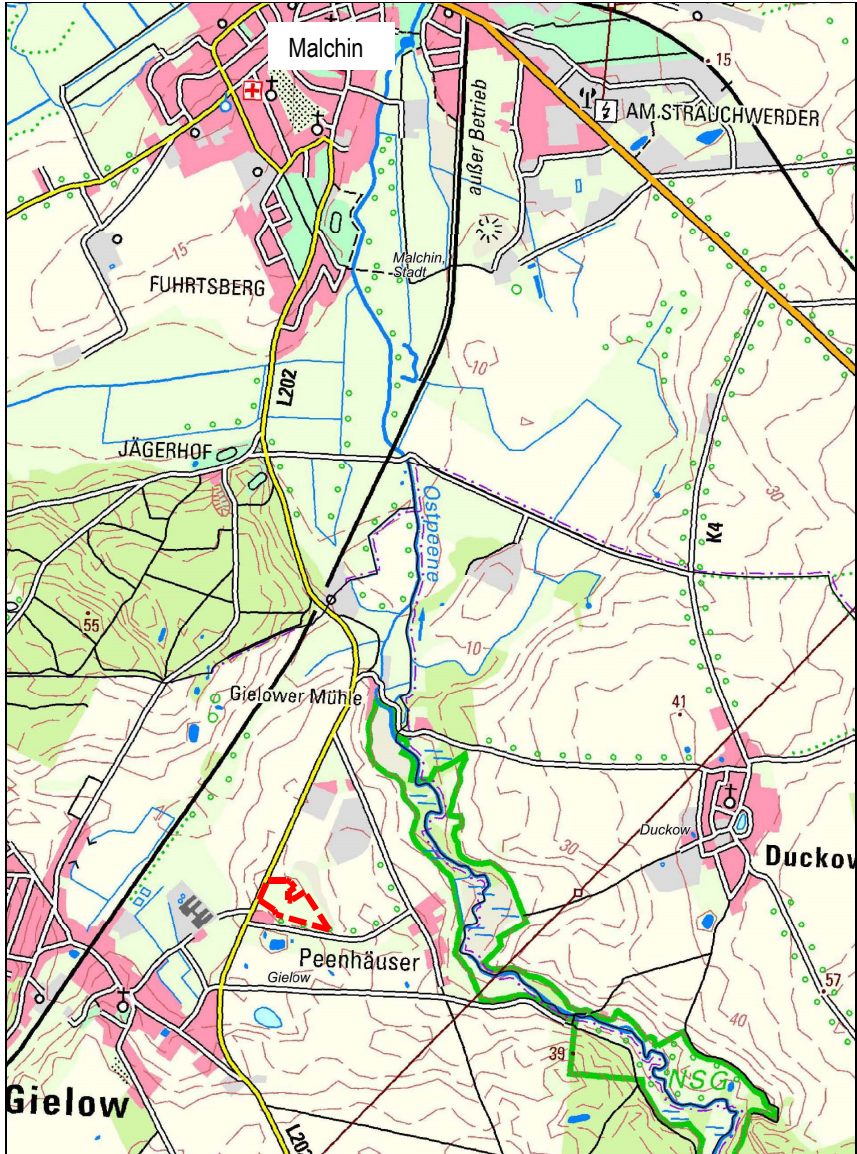 Malchin
15
AM.STRAUCHWERDER
außer Betrieb
15
Malchin,
Stadt
FUHRTSBERG
10
L202
JÄGERHOF
30
Ostpeene
K4
55
10
Gielower Mühle
41
30
Duckow
Duckow
Peenhäuser
Gielow
57
40
39
NSG
Gielow
L202